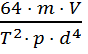 64 · m · V
T² · p · d⁴